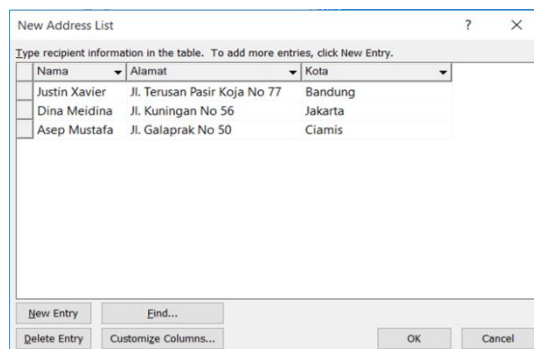 New Address List ? ×
Type recipient information in the table. To add more entries, click New Entry.
Nama Alamat Kota
Justin Xavier Jl. Terusan Pasir Koja No 77 Bandung
Dina Meidina Jl. Kuningan No 56 Jakarta
Asep Mustafa Jl. Galaprak No 50 Ciamis
New Entry Find...
Delete Entry Customize Columns... OK Cancel